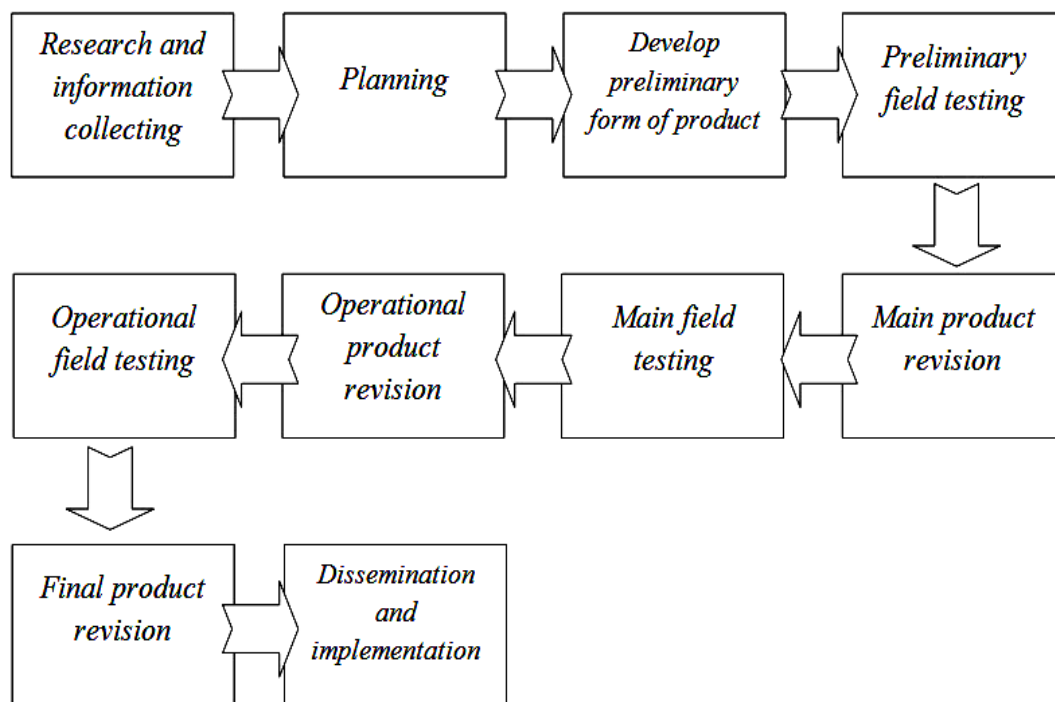 Research and
information
collecting
Planning
Develop
preliminary
form of product
Preliminary
field testing
Main product
revision
Main field
testing
Operational
product
revision
Operational
field testing
Final product
revision
Dissemination
and
implementation